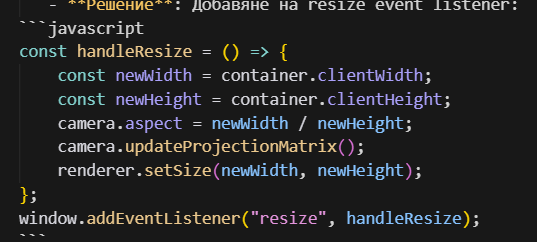 - **Решение**: Добавяне на resize event listener:
```javascript
const handleResize = () => {
    const newWidth = container.clientWidth;
    const newHeight = container.clientHeight;
    camera.aspect = newWidth / newHeight;
    camera.updateProjectionMatrix();
    renderer.setSize(newWidth, newHeight);
};
window.addEventListener("resize", handleResize);
```